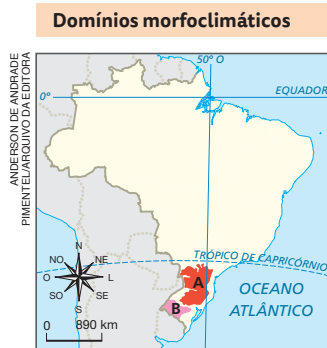 Domínios morfoclimáticos
ANDERSON DE ANDRADE
PIMENTEL/ARQUIVO DA EDITORA
50° O
0°
EQUADOR
TRÓPICO DE CAPRICÓRNIO
A
B
OCEANO
ATLÂNTICO
N
NO
NE
O
L
SO
SE
S
0 890 km